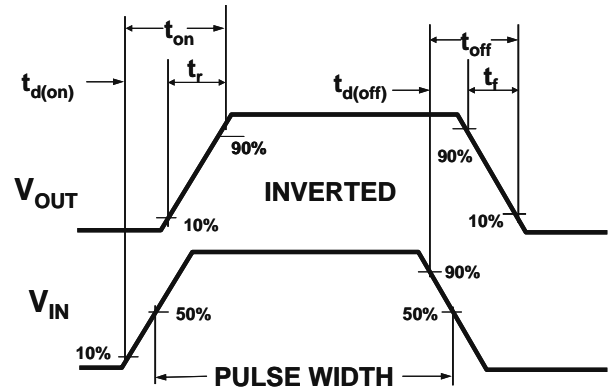 t_on
t_off
t_d(on)
t_r
t_d(off)
t_f
90%
90%
V_OUT
INVERTED
10%
10%
90%
V_IN
50%
50%
10%
PULSE WIDTH